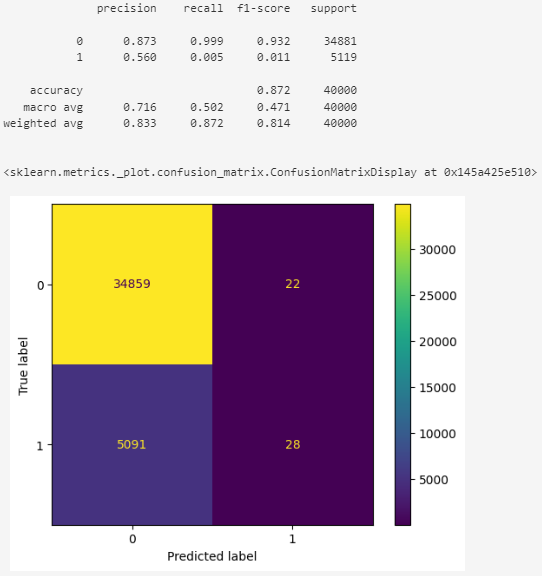 precision recall f1-score support
0 0.873 0.999 0.932 34881
1 0.560 0.005 0.011 5119
accuracy 0.872 40000
macro avg 0.716 0.502 0.471 40000
weighted avg 0.833 0.872 0.814 40000
<sklearn.metrics._plot.confusion_matrix.ConfusionMatrixDisplay at 0x145a425e510>
30000
25000
20000
15000
10000
5000
0
34859 22
True label
1
5091 28
0 1
Predicted label